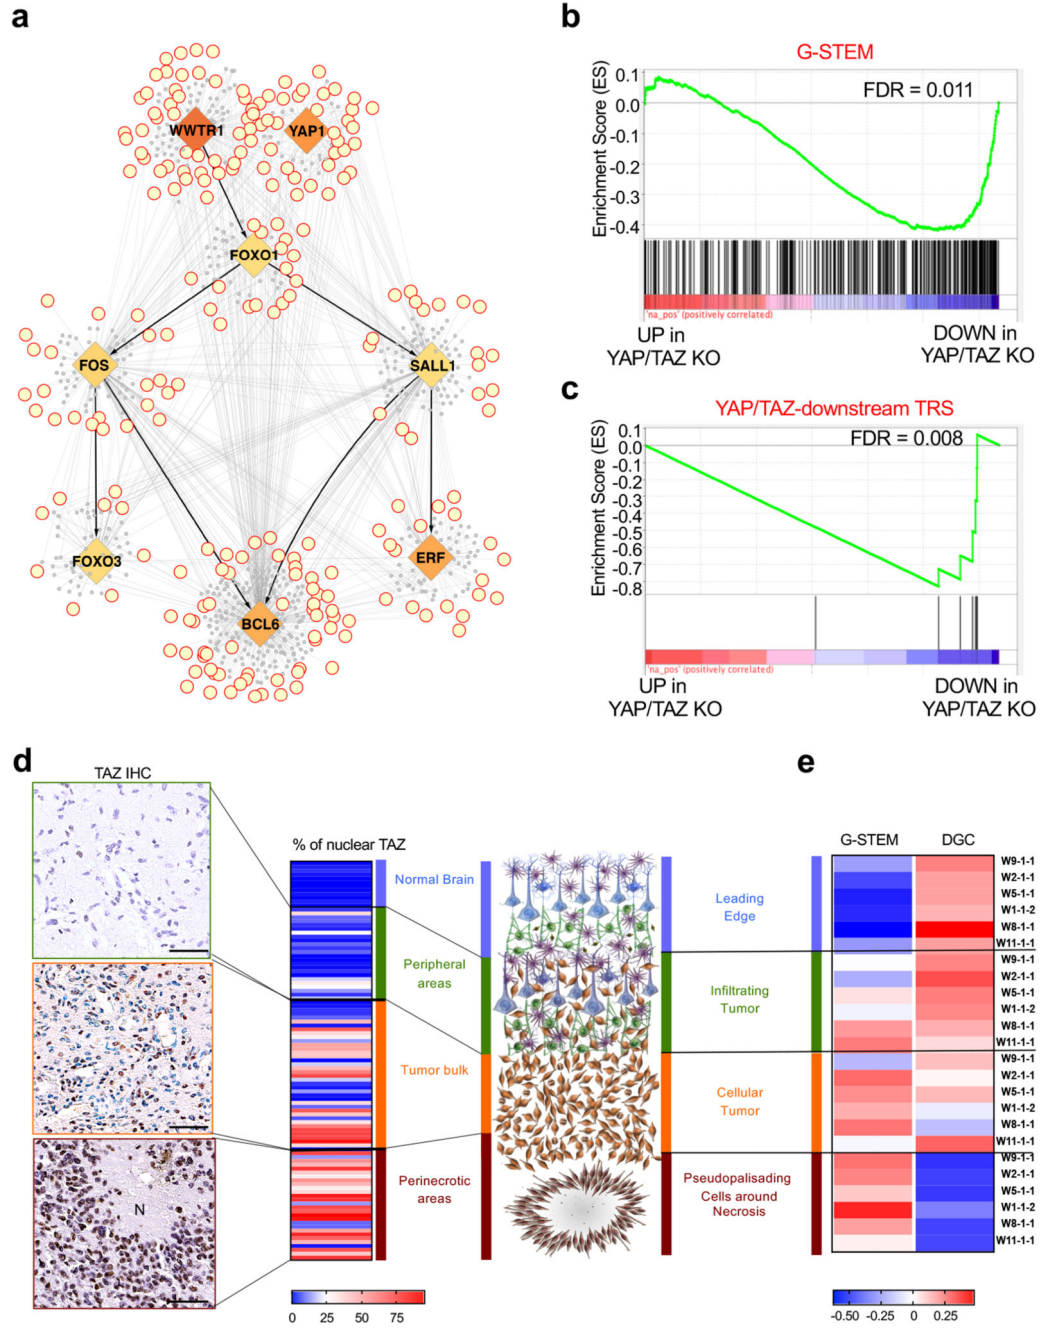 a
WWTR1
YAP1
FOXO1
FOS
SALL1
FOXO3
ERF
BCL6
b
G-STEM
Enrichment Score (ES)
0.1
0.0
-0.1
-0.2
-0.3
-0.4
FDR = 0.011
'na_pos' (positively correlated)
UP in
YAP/TAZ KO
DOWN in
YAP/TAZ KO
c
YAP/TAZ-downstream TRS
Enrichment Score (ES)
0.1
0.0
-0.1
-0.2
-0.3
-0.4
-0.5
-0.6
-0.7
-0.8
FDR = 0.008
'na_pos' (positively correlated)
UP in
YAP/TAZ KO
DOWN in
YAP/TAZ KO
d
TAZ IHC
N
% of nuclear TAZ
Normal Brain
Peripheral
areas
Tumor bulk
Perinecrotic
areas
0 25 50 75
Leading
Edge
Infiltrating
Tumor
Cellular
Tumor
Pseudopalisading
Cells around
Necrosis
e
G-STEM DGC
W9-1-1
W2-1-1
W5-1-1
W1-1-2
W8-1-1
W11-1-1
W9-1-1
W2-1-1
W5-1-1
W1-1-2
W8-1-1
W11-1-1
W9-1-1
W2-1-1
W5-1-1
W1-1-2
W8-1-1
W11-1-1
W9-1-1
W2-1-1
W5-1-1
W1-1-2
W8-1-1
W11-1-1
-0.50 -0.25 0 0.25